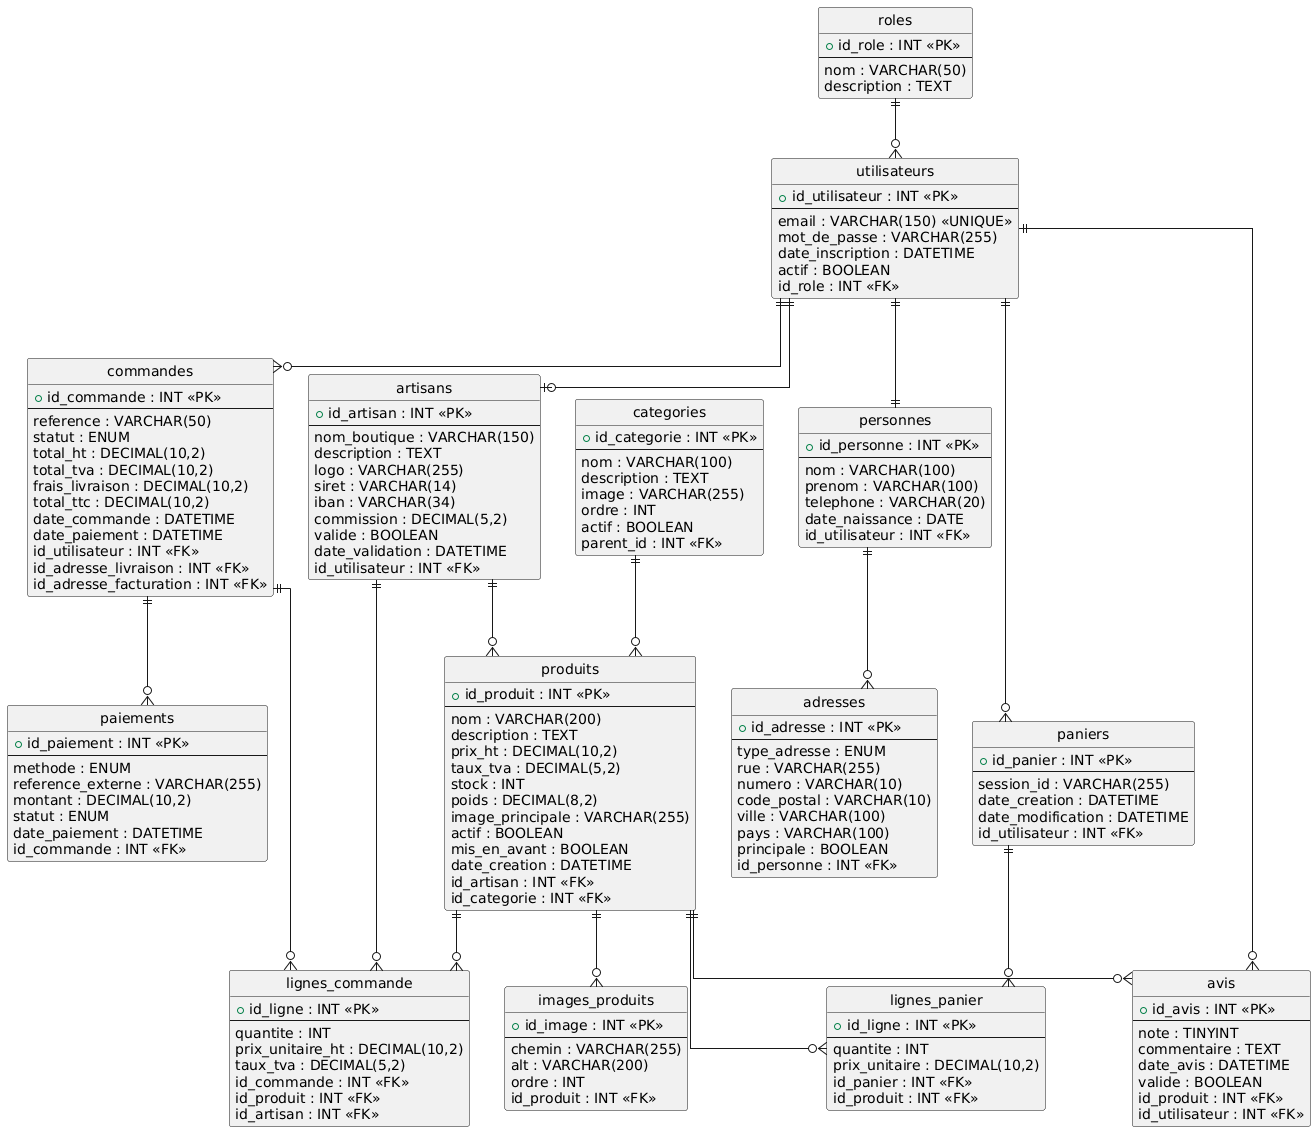 roles
id_role : INT «PK»
nom : VARCHAR(50)
description : TEXT
utilisateurs
id_utilisateur : INT «PK»
email : VARCHAR(150) «UNIQUE»
mot_de_passe : VARCHAR(255)
date_inscription : DATETIME
actif : BOOLEAN
id_role : INT «FK»
commandes
id_commande : INT «PK»
reference : VARCHAR(50)
statut : ENUM
total_ht : DECIMAL(10,2)
total_tva : DECIMAL(10,2)
frais_livraison : DECIMAL(10,2)
total_ttc : DECIMAL(10,2)
date_commande : DATETIME
date_paiement : DATETIME
id_utilisateur : INT «FK»
id_adresse_livraison : INT «FK»
id_adresse_facturation : INT «FK»
artisans
id_artisan : INT «PK»
nom_boutique : VARCHAR(150)
description : TEXT
logo : VARCHAR(255)
siret : VARCHAR(14)
iban : VARCHAR(34)
commission : DECIMAL(5,2)
valide : BOOLEAN
date_validation : DATETIME
id_utilisateur : INT «FK»
categories
id_categorie : INT «PK»
nom : VARCHAR(100)
description : TEXT
image : VARCHAR(255)
ordre : INT
actif : BOOLEAN
parent_id : INT «FK»
personnes
id_personne : INT «PK»
nom : VARCHAR(100)
prenom : VARCHAR(100)
telephone : VARCHAR(20)
date_naissance : DATE
id_utilisateur : INT «FK»
paiements
id_paiement : INT «PK»
methode : ENUM
reference_externe : VARCHAR(255)
montant : DECIMAL(10,2)
statut : ENUM
date_paiement : DATETIME
id_commande : INT «FK»
produits
id_produit : INT «PK»
nom : VARCHAR(200)
description : TEXT
prix_ht : DECIMAL(10,2)
taux_tva : DECIMAL(5,2)
stock : INT
poids : DECIMAL(8,2)
image_principale : VARCHAR(255)
actif : BOOLEAN
mis_en_avant : BOOLEAN
date_creation : DATETIME
id_artisan : INT «FK»
id_categorie : INT «FK»
adresses
id_adresse : INT «PK»
type_adresse : ENUM
rue : VARCHAR(255)
numero : VARCHAR(10)
code_postal : VARCHAR(10)
ville : VARCHAR(100)
pays : VARCHAR(100)
principale : BOOLEAN
id_personne : INT «FK»
paniers
id_panier : INT «PK»
session_id : VARCHAR(255)
date_creation : DATETIME
date_modification : DATETIME
id_utilisateur : INT «FK»
lignes_commande
id_ligne : INT «PK»
quantite : INT
prix_unitaire_ht : DECIMAL(10,2)
taux_tva : DECIMAL(5,2)
id_commande : INT «FK»
id_produit : INT «FK»
id_artisan : INT «FK»
images_produits
id_image : INT «PK»
chemin : VARCHAR(255)
alt : VARCHAR(200)
ordre : INT
id_produit : INT «FK»
lignes_panier
id_ligne : INT «PK»
quantite : INT
prix_unitaire : DECIMAL(10,2)
id_panier : INT «FK»
id_produit : INT «FK»
avis
id_avis : INT «PK»
note : TINYINT
commentaire : TEXT
date_avis : DATETIME
valide : BOOLEAN
id_produit : INT «FK»
id_utilisateur : INT «FK»